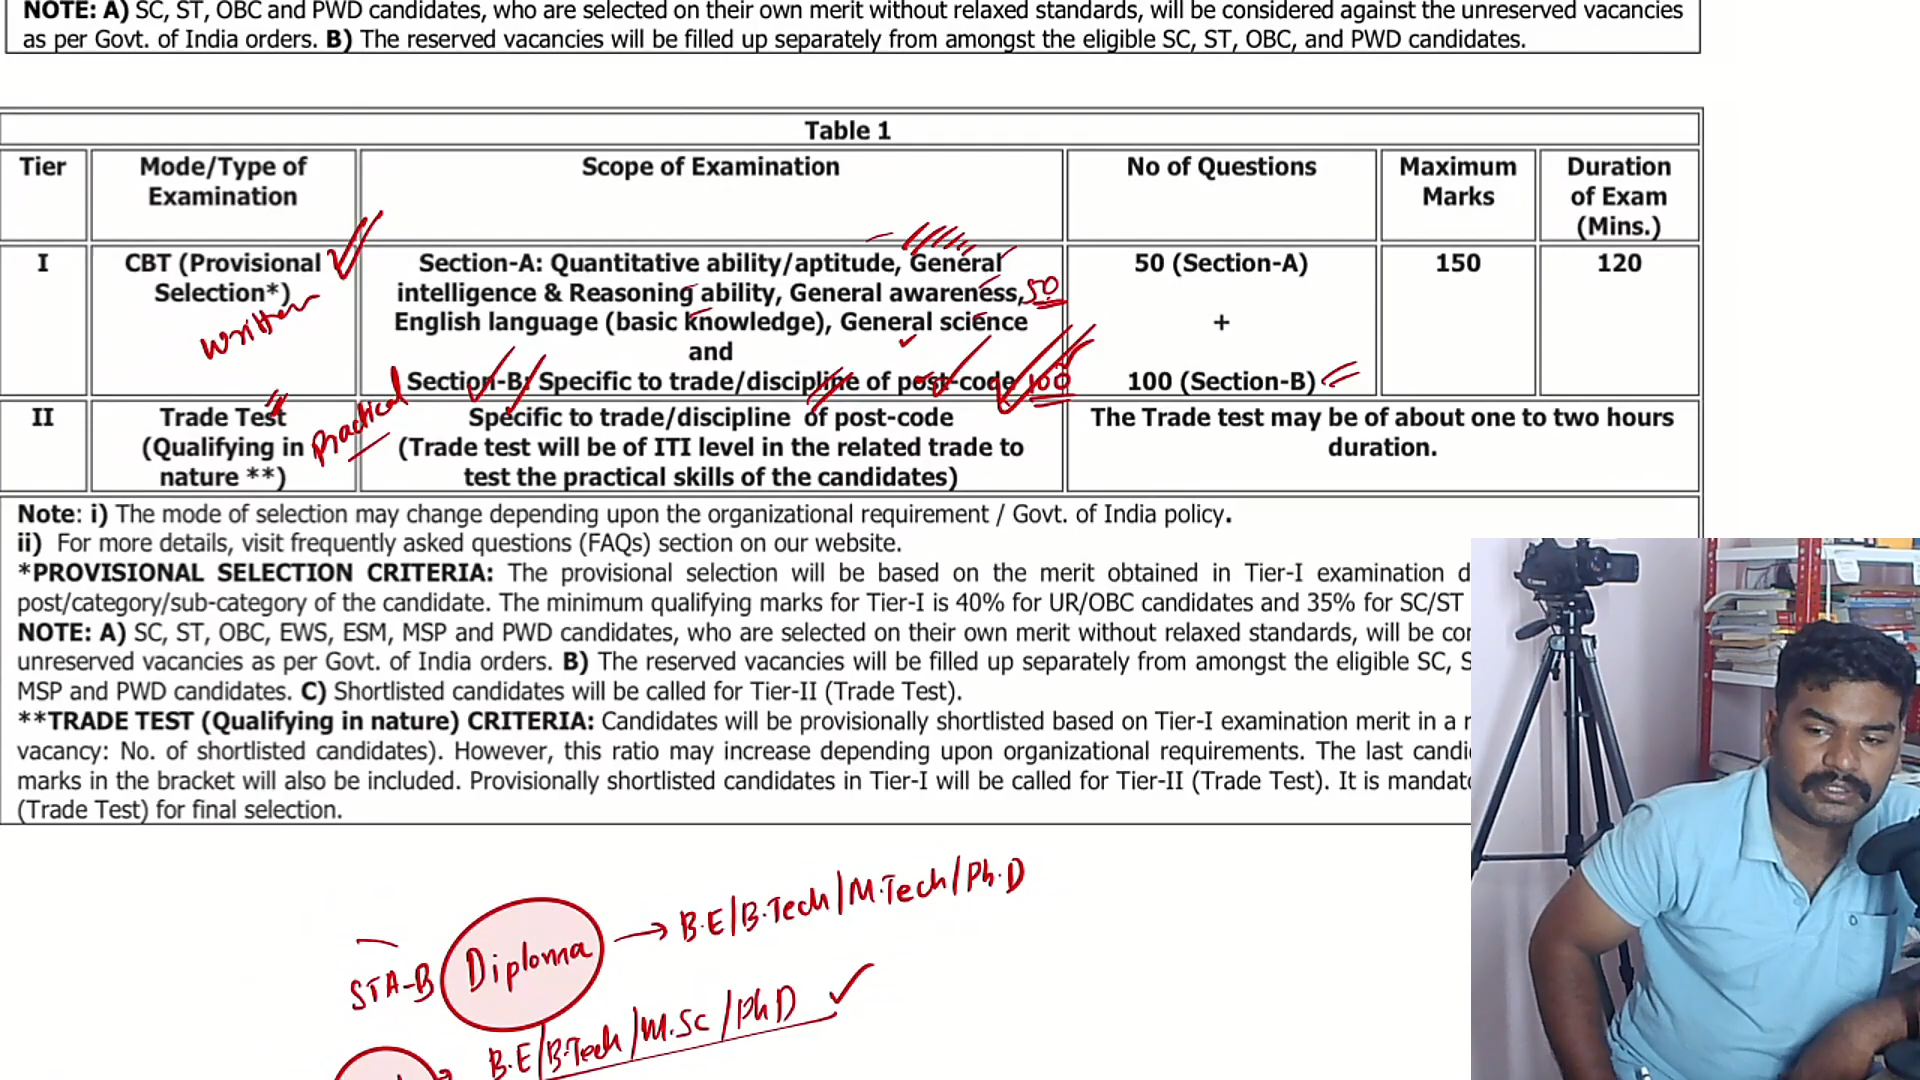 NOTE: A) SC, ST, OBC and PWD candidates, who are selected on their own merit without relaxed standards, will be considered against the unreserved vacancies
as per Govt. of India orders. B) The reserved vacancies will be filled up separately from amongst the eligible SC, ST, OBC, and PWD candidates.
Table 1
Tier
Mode/Type of
Examination
Scope of Examination
No of Questions
Maximum
Marks
Duration
of Exam
(Mins.)
I
CBT (Provisional
Selection*)
written
Section-A: Quantitative ability/aptitude, General
intelligence & Reasoning ability, General awareness, 50
English language (basic knowledge), General science
and
Section-B: Specific to trade/discipline of post-code 100
50 (Section-A)
+
100 (Section-B)
150
120
II
Trade Test
(Qualifying in
nature **)
Practical
Specific to trade/discipline of post-code
(Trade test will be of ITI level in the related trade to
test the practical skills of the candidates)
The Trade test may be of about one to two hours
duration.
Note: i) The mode of selection may change depending upon the organizational requirement / Govt. of India policy.
ii) For more details, visit frequently asked questions (FAQs) section on our website.
*PROVISIONAL SELECTION CRITERIA: The provisional selection will be based on the merit obtained in Tier-I examination
post/category/sub-category of the candidate. The minimum qualifying marks for Tier-I is 40% for UR/OBC candidates and 35% for SC/ST
NOTE: A) SC, ST, OBC, EWS, ESM, MSP and PWD candidates, who are selected on their own merit without relaxed standards, will be
unreserved vacancies as per Govt. of India orders. B) The reserved vacancies will be filled up separately from amongst the eligible SC,
MSP and PWD candidates. C) Shortlisted candidates will be called for Tier-II (Trade Test).
**TRADE TEST (Qualifying in nature) CRITERIA: Candidates will be provisionally shortlisted based on Tier-I examination merit in a
vacancy: No. of shortlisted candidates). However, this ratio may increase depending upon organizational requirements. The last
marks in the bracket will also be included. Provisionally shortlisted candidates in Tier-I will be called for Tier-II (Trade Test). It is
(Trade Test) for final selection.
STA-B Diploma → B.E/B.Tech/M.Tech/Ph.D
B.E/B.Tech/M.Sc/PhD